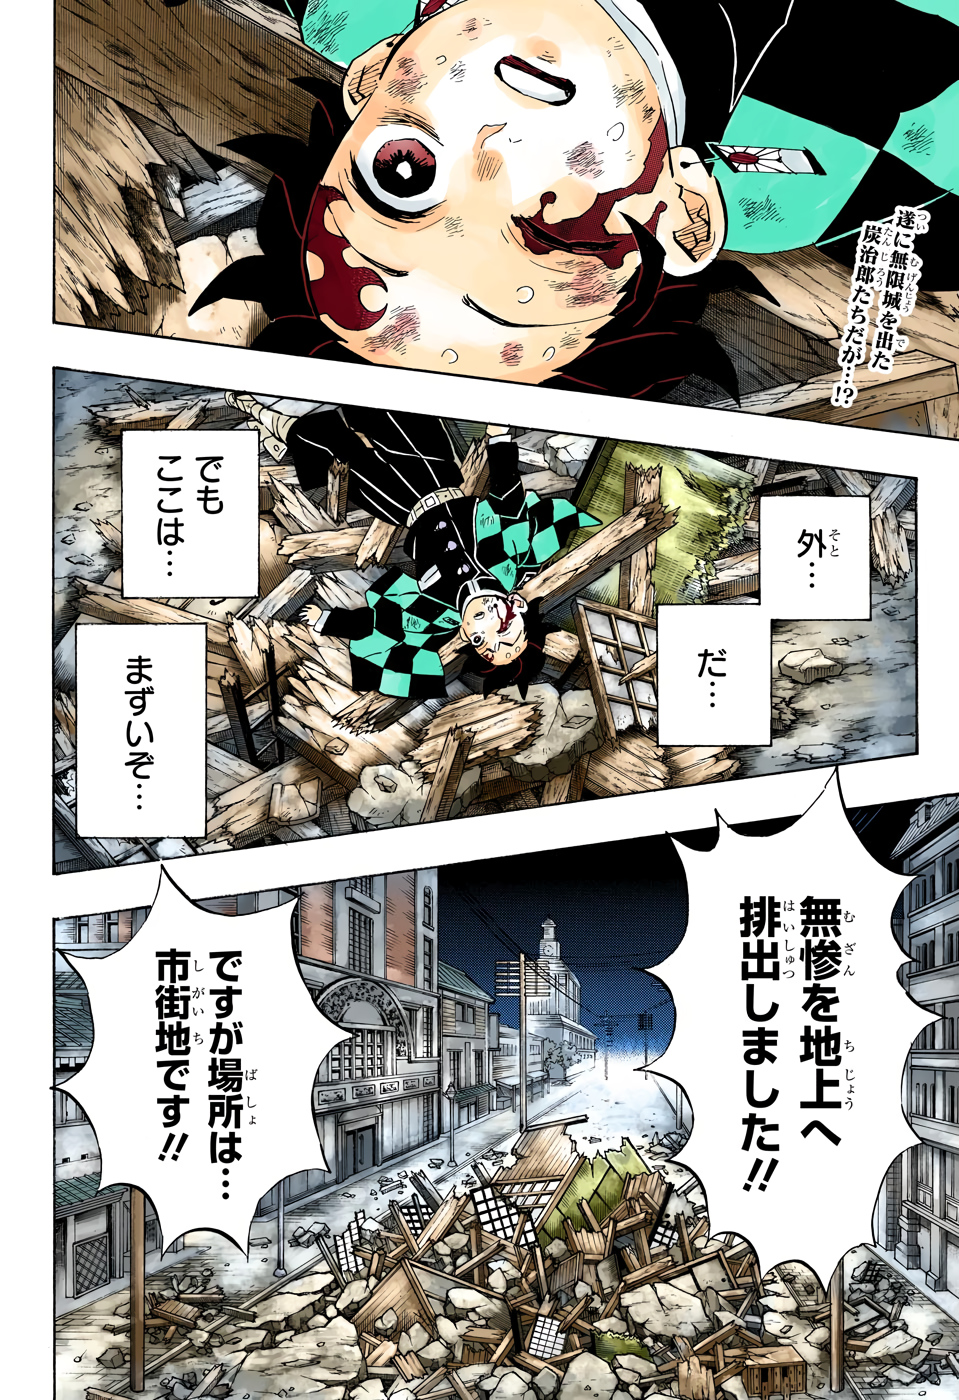 遂に無限城を出た
炭治郎たちだが…!?
外…
だ…
でも
ここは…
まずいぞ…
無惨を地上へ
排出しました!!
ですが場所は…
市街地です!!